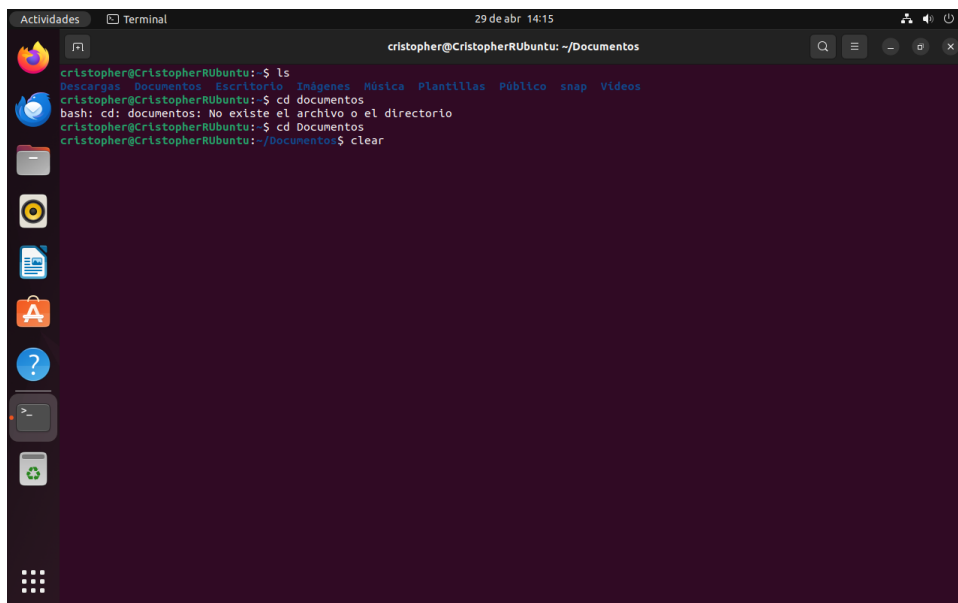 Actividades Terminal 29 de abr 14:15
cristopher@CristopherRUbuntu: ~/Documentos
cristopher@CristopherRUbuntu:~$ ls
Descargas Documentos Escritorio Imágenes Música Plantillas Público snap Vídeos
cristopher@CristopherRUbuntu:~$ cd documentos
bash: cd: documentos: No existe el archivo o el directorio
cristopher@CristopherRUbuntu:~$ cd Documentos
cristopher@CristopherRUbuntu:~/Documentos$ clear